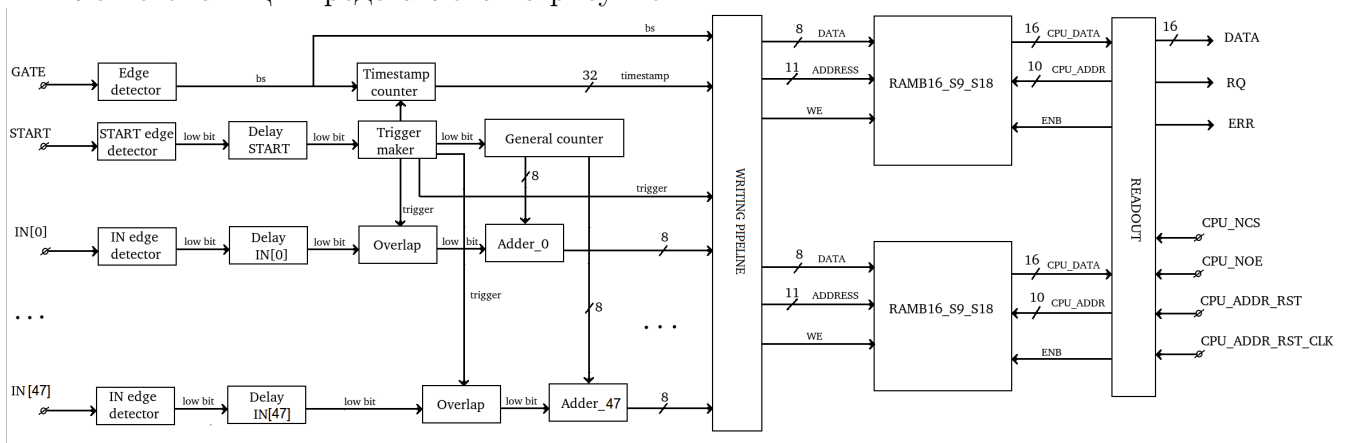 bs
8
DATA
16
CPU_DATA
16
DATA
GATE
Edge
detector
bs
Timestamp
counter
32
timestamp
11
ADDRESS
RAMB16_S9_S18
10
CPU_ADDR
RQ
WE
ENB
ERR
START
START edge
detector
low bit
Delay
START
low bit
Trigger
maker
low bit
General counter
8
trigger
trigger
WRITING PIPELINE
READOUT
IN[0]
IN edge
detector
low bit
Delay
IN[0]
low bit
Overlap
low bit
Adder_0
8
CPU_NCS
8
DATA
16
CPU_DATA
CPU_NOE
trigger
8
11
ADDRESS
RAMB16_S9_S18
10
CPU_ADDR
CPU_ADDR_RST
...
...
WE
ENB
CPU_ADDR_RST_CLK
IN[47]
IN edge
detector
low bit
Delay
IN[47]
low bit
Overlap
low bit
Adder_47
8